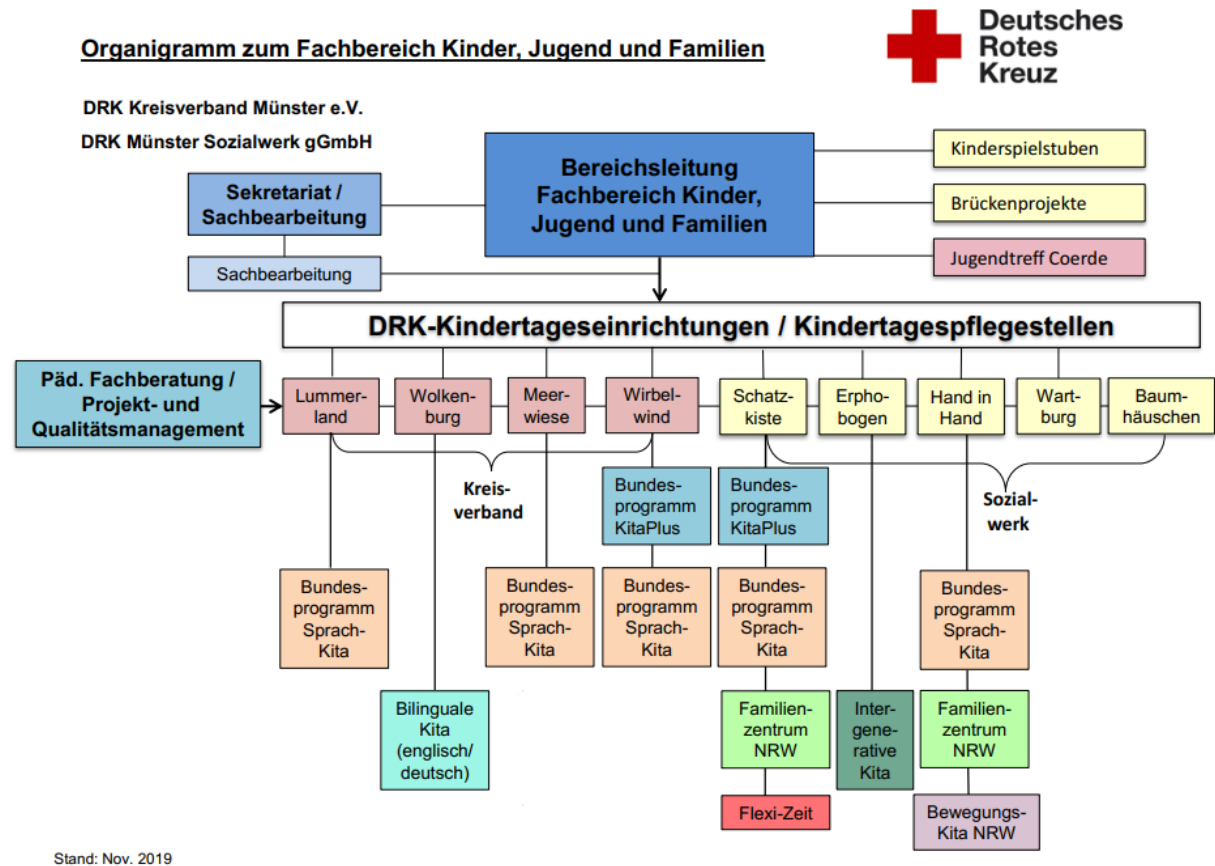 Organigramm zum Fachbereich Kinder, Jugend und Familien
Deutsches
Rotes
Kreuz
DRK Kreisverband Münster e.V.
DRK Münster Sozialwerk gGmbH
Bereichsleitung
Fachbereich Kinder,
Jugend und Familien
Sekretariat /
Sachbearbeitung
Sachbearbeitung
Kinderspielstuben
Brückenprojekte
Jugendtreff Coerde
DRK-Kindertageseinrichtungen / Kindertagespflegestellen
Päd. Fachberatung /
Projekt- und
Qualitätsmanagement
Lummer-
land
Wolken-
burg
Meer-
wiese
Wirbel-
wind
Schatz-
kiste
Erpho-
bogen
Hand in
Hand
Wart-
burg
Baum-
häuschen
Kreis-
verband
Sozial-
werk
Bundes-
programm
KitaPlus
Bundes-
programm
KitaPlus
Bundes-
programm
Sprach-
Kita
Bundes-
programm
Sprach-
Kita
Bundes-
programm
Sprach-
Kita
Bundes-
programm
Sprach-
Kita
Bundes-
programm
Sprach-
Kita
Bilinguale
Kita
(englisch/
deutsch)
Familien-
zentrum
NRW
Inter-
gene-
rative
Kita
Familien-
zentrum
NRW
Flexi-Zeit
Bewegungs-
Kita NRW
Stand: Nov. 2019